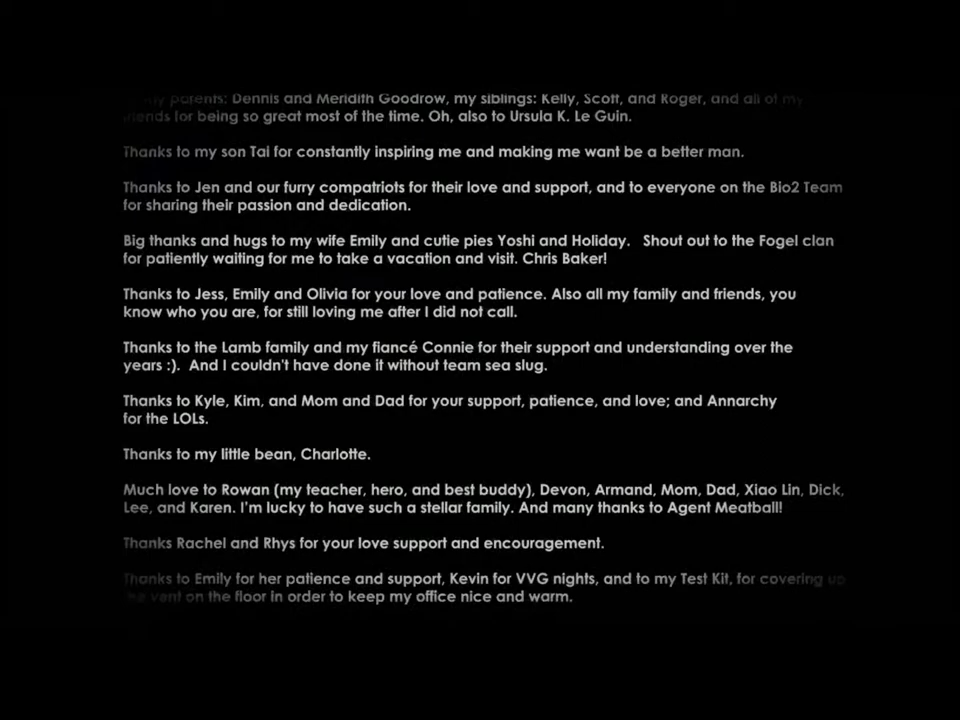 my parents: Dennis and Meridith Goodrow, my siblings: Kelly, Scott, and Roger, and all of my
friends for being so great most of the time. Oh, also to Ursula K. Le Guin.
Thanks to my son Tai for constantly inspiring me and making me want be a better man.
Thanks to Jen and our furry compatriots for their love and support, and to everyone on the Bio2 Team
for sharing their passion and dedication.
Big thanks and hugs to my wife Emily and cutie pies Yoshi and Holiday. Shout out to the Fogel clan
for patiently waiting for me to take a vacation and visit. Chris Baker!
Thanks to Jess, Emily and Olivia for your love and patience. Also all my family and friends, you
know who you are, for still loving me after I did not call.
Thanks to the Lamb family and my fiancé Connie for their support and understanding over the
years :). And I couldn't have done it without team sea slug.
Thanks to Kyle, Kim, and Mom and Dad for your support, patience, and love; and Annarchy
for the LOLs.
Thanks to my little bean, Charlotte.
Much love to Rowan (my teacher, hero, and best buddy), Devon, Armand, Mom, Dad, Xiao Lin, Dick,
Lee, and Karen. I'm lucky to have such a stellar family. And many thanks to Agent Meatball!
Thanks Rachel and Rhys for your love support and encouragement.
Thanks to Emily for her patience and support, Kevin for VVG nights, and to my Test Kit, for covering up
the vent on the floor in order to keep my office nice and warm.